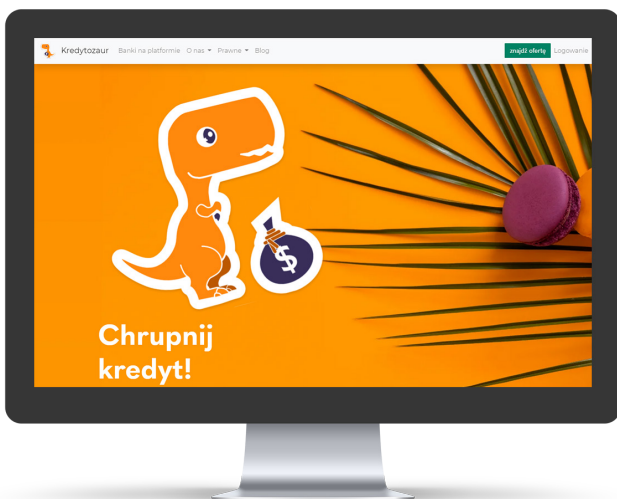 Kredytozaur Banki na platformie O nas Prawne Blog znajdź ofertę Logowanie
$
Chrupnij
kredyt!